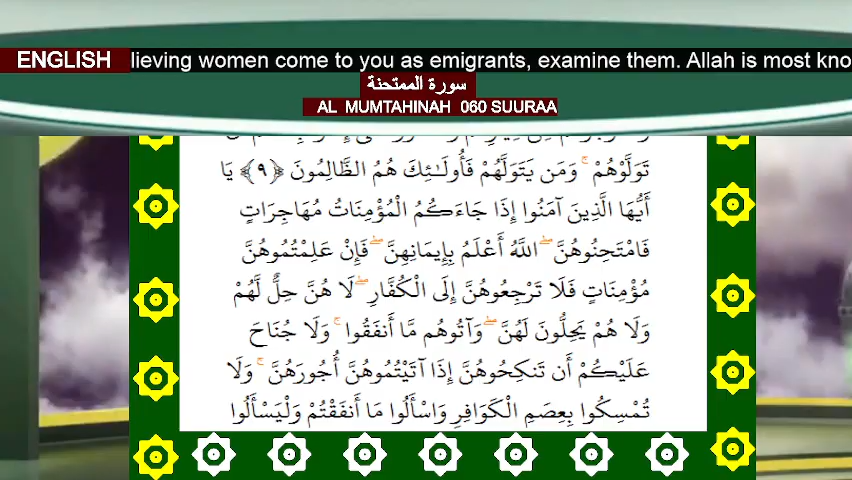 ENGLISH
lieving women come to you as emigrants, examine them. Allah is most kno
سورة الممتحنة
AL MUMTAHINAH 060 SUURAA
تَوَلَّوْهُمْ ۚ وَمَن يَتَوَلَّهُمْ فَأُولَـٰئِكَ هُمُ الظَّالِمُونَ ﴿٩﴾ يَا
أَيُّهَا الَّذِينَ آمَنُوا إِذَا جَاءَكُمُ الْمُؤْمِنَاتُ مُهَاجِرَاتٍ
فَامْتَحِنُوهُنَّ ۖ اللَّهُ أَعْلَمُ بِإِيمَانِهِنَّ ۖ فَإِنْ عَلِمْتُمُوهُنَّ
مُؤْمِنَاتٍ فَلَا تَرْجِعُوهُنَّ إِلَى الْكُفَّارِ ۖ لَا هُنَّ حِلٌّ لَّهُمْ
وَلَا هُمْ يَحِلُّونَ لَهُنَّ ۖ وَآتُوهُم مَّا أَنفَقُوا ۚ وَلَا جُنَاحَ
عَلَيْكُمْ أَن تَنكِحُوهُنَّ إِذَا آتَيْتُمُوهُنَّ أُجُورَهُنَّ ۚ وَلَا
تُمْسِكُوا بِعِصَمِ الْكَوَافِرِ وَاسْأَلُوا مَا أَنفَقْتُمْ وَلْيَسْأَلُوا